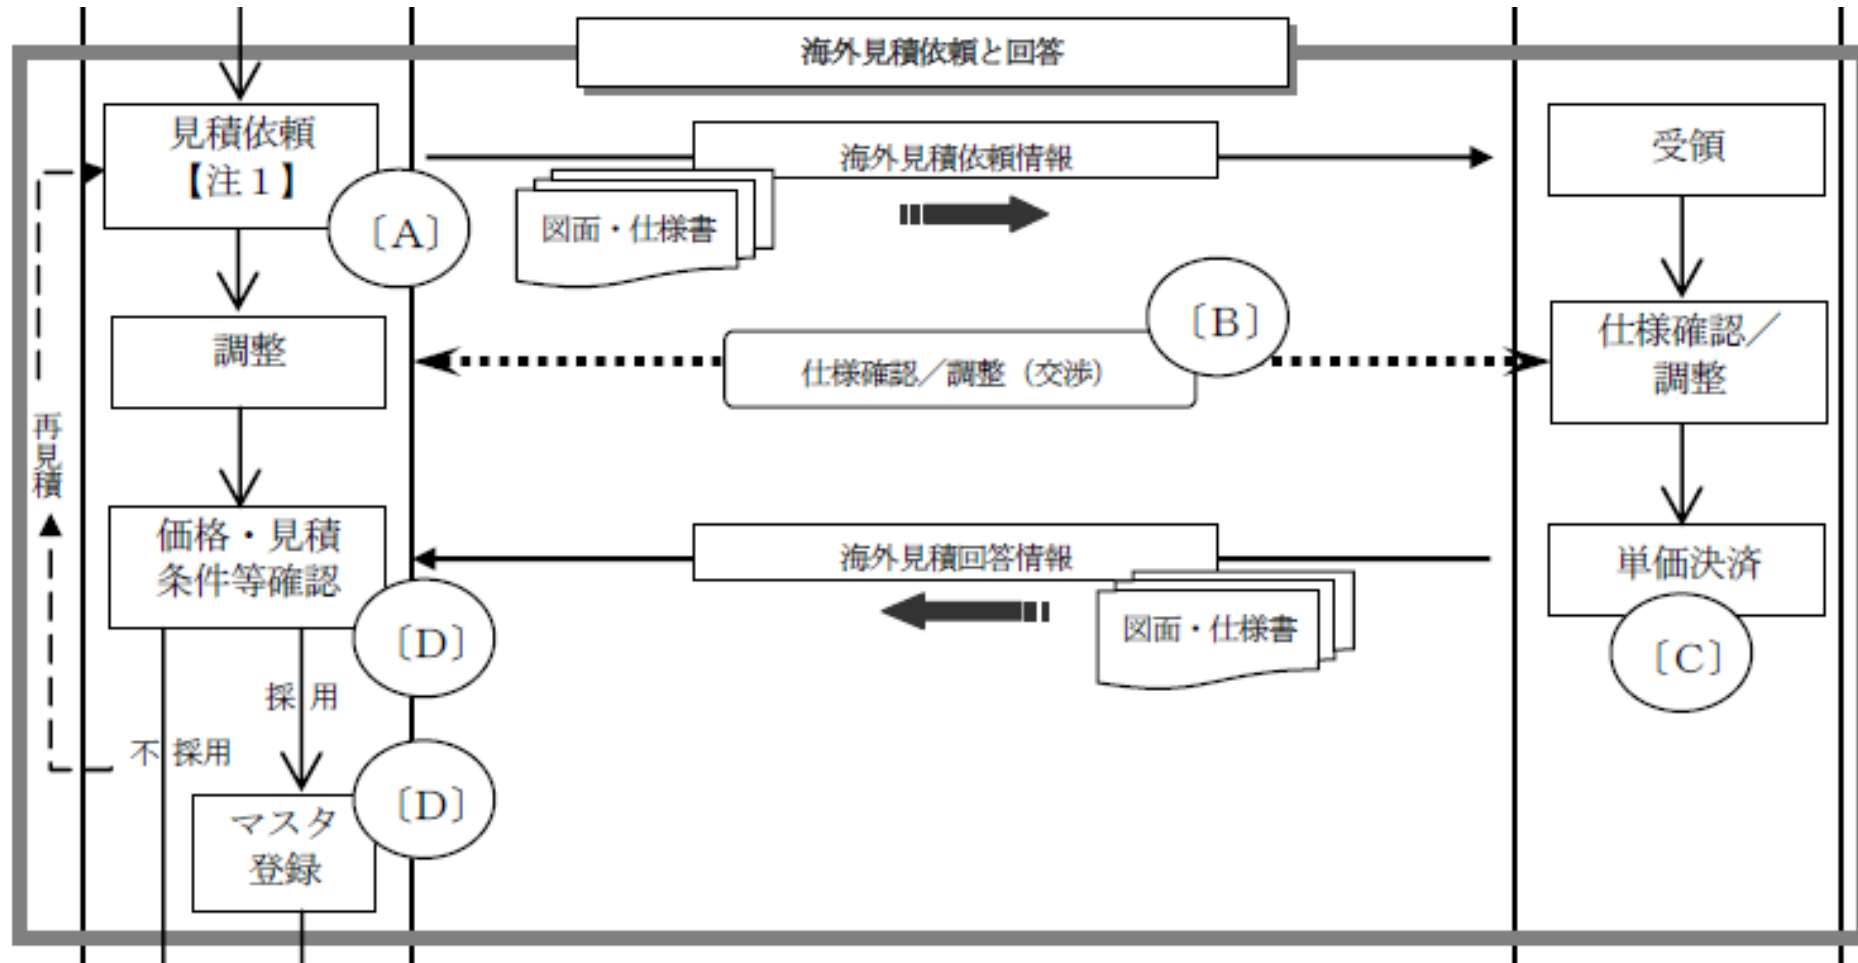 海外見積依頼と回答
見積依頼
【注１】
〔A〕
海外見積依頼情報
図面・仕様書
受領
調整
仕様確認／調整（交渉）
〔B〕
仕様確認／
調整
再見積
価格・見積
条件等確認
〔D〕
海外見積回答情報
図面・仕様書
単価決済
〔C〕
採用
不採用
マスタ
登録
〔D〕